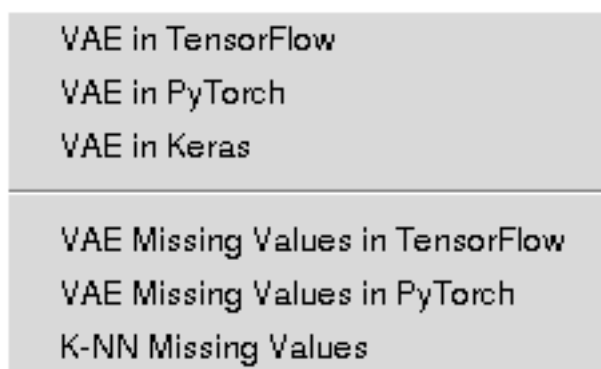 VAE in TensorFlow
VAE in PyTorch
VAE in Keras
VAE Missing Values in TensorFlow
VAE Missing Values in PyTorch
K-NN Missing Values